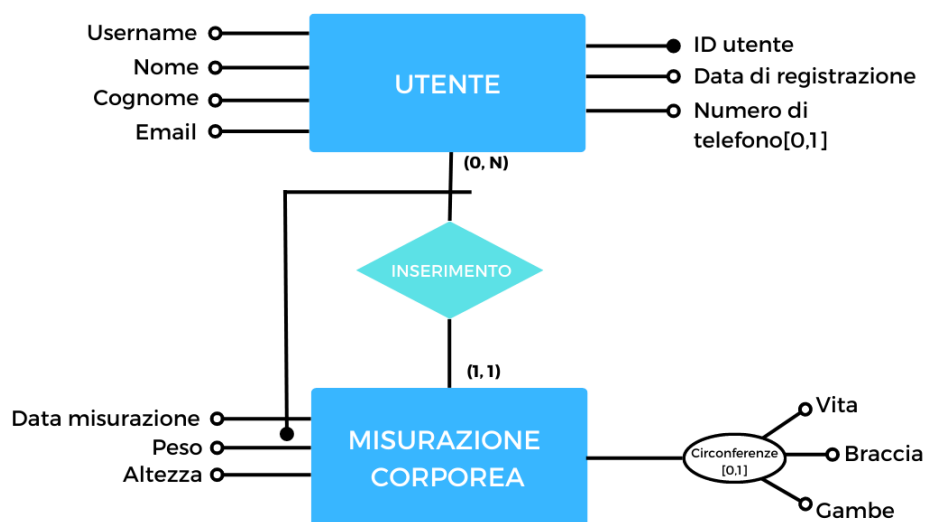 Username
Nome
Cognome
Email
UTENTE
ID utente
Data di registrazione
Numero di
telefono[0,1]
(0, N)
INSERIMENTO
(1, 1)
Data misurazione
Peso
Altezza
MISURAZIONE
CORPOREA
Circonferenze
[0,1]
Vita
Braccia
Gambe